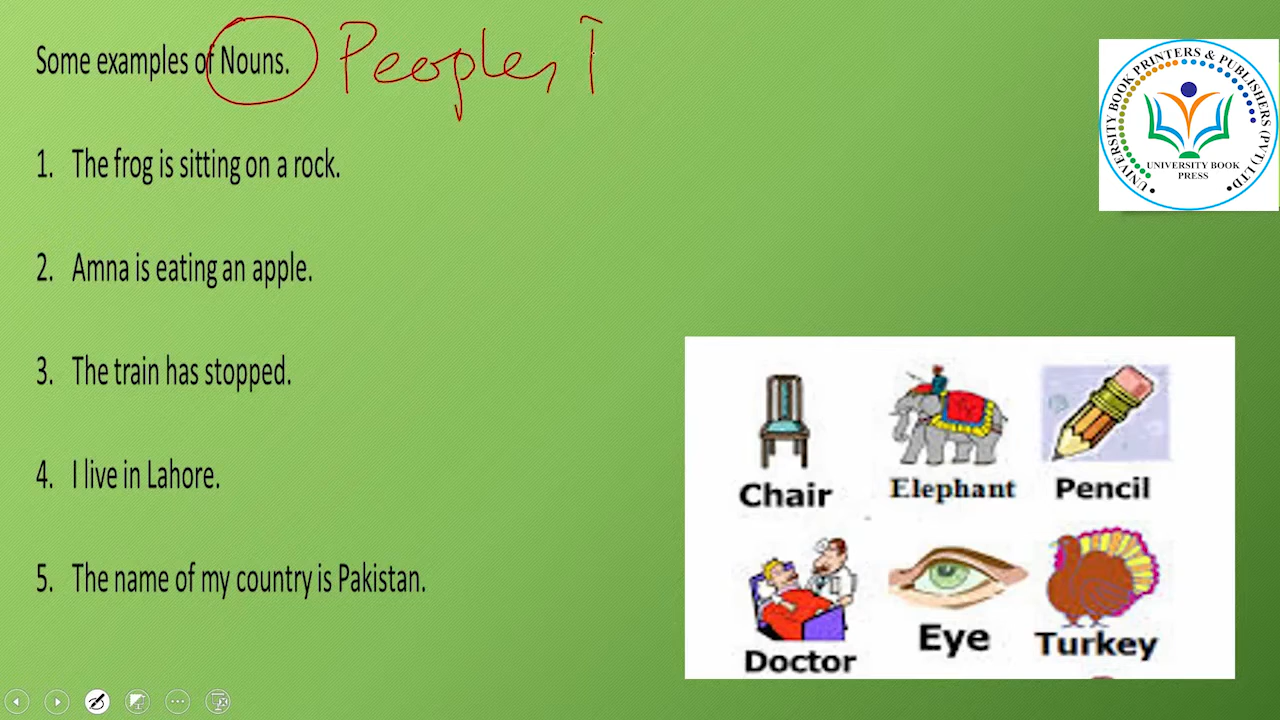 Some examples of Nouns. People,
1. The frog is sitting on a rock.
2. Amna is eating an apple.
3. The train has stopped.
4. I live in Lahore.
5. The name of my country is Pakistan.
UNIVERSITY BOOK PRINTERS & PUBLISHERS (PVT) LTD.
UNIVERSITY BOOK
PRESS
Chair Elephant Pencil
Doctor Eye Turkey